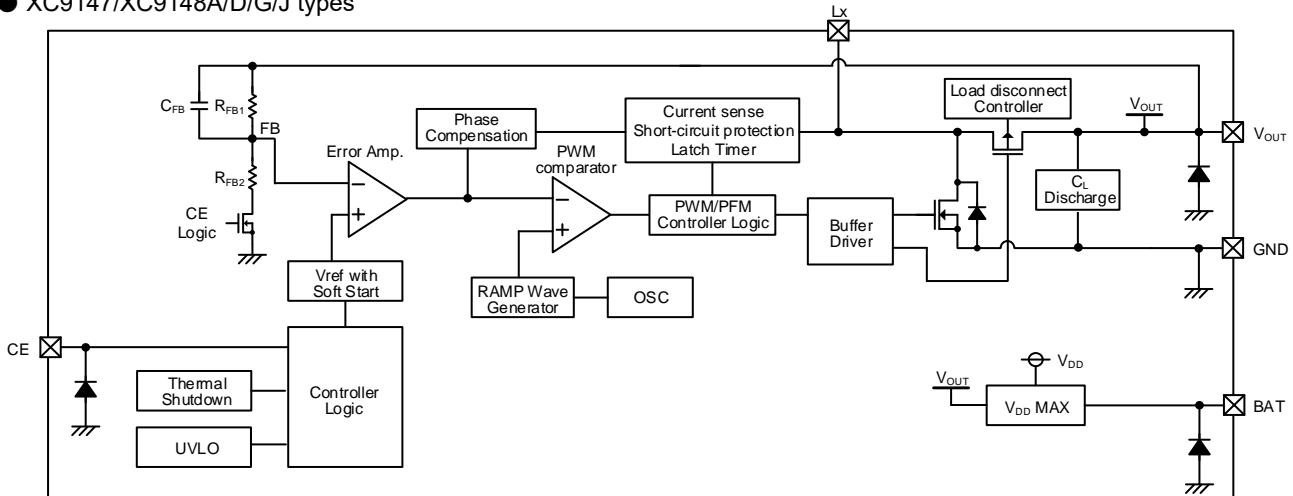 ● XC9147/XC9148A/D/G/J types
Lx
CFB
RFB1
FB
RFB2
CE
Logic
Error Amp.
Phase
Compensation
PWM
comparator
Current sense
Short-circuit protection
Latch Timer
PWM/PFM
Controller Logic
Buffer
Driver
Load disconnect
Controller
VOUT
VOUT
CL
Discharge
GND
Vref with
Soft Start
RAMP Wave
Generator
OSC
CE
Thermal
Shutdown
UVLO
Controller
Logic
VDD
VOUT
VDD MAX
BAT